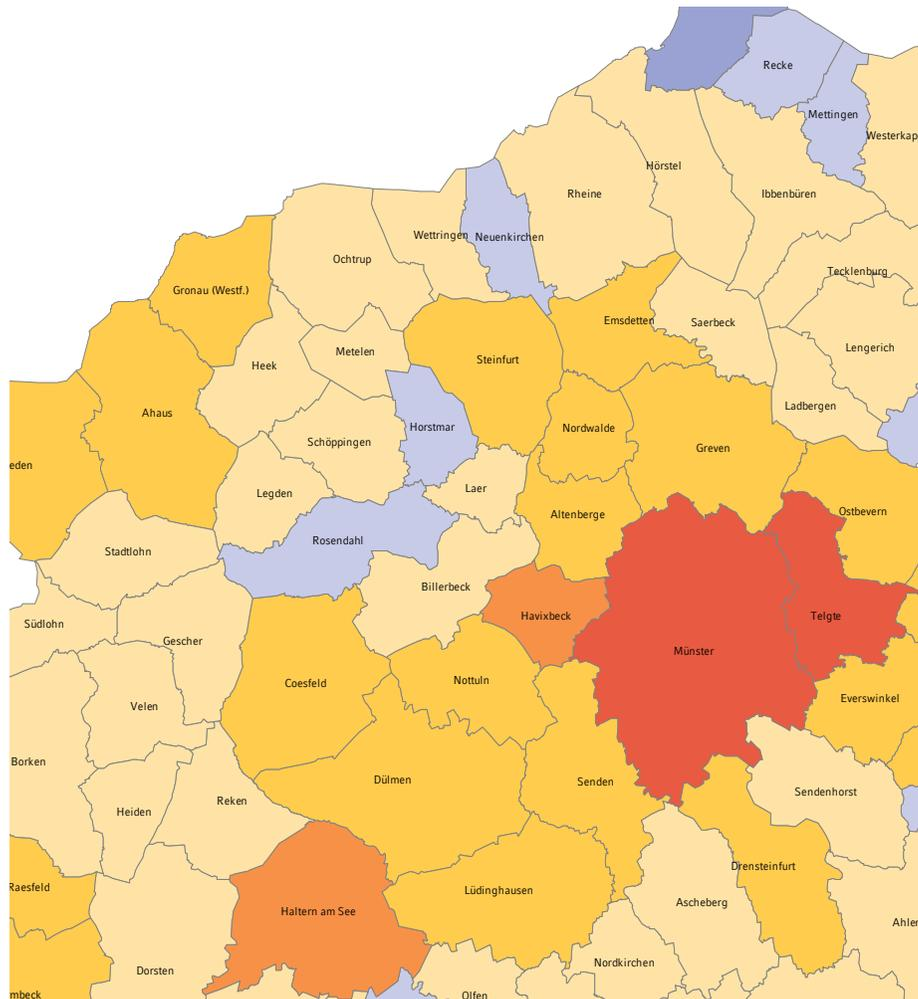 Recke
Mettingen
Westerkap
Hörstel
Rheine
Ibbenbüren
Wettringen
Neuenkirchen
Ochtrup
Tecklenburg
Gronau (Westf.)
Emsdetten
Saerbeck
Lengerich
Metelen
Steinfurt
Heek
Ladbergen
Ahaus
Horstmar
Nordwalde
Schöppingen
Greven
eden
Laer
Legden
Altenberge
Ostbevern
Rosendahl
Stadtlohn
Billerbeck
Havixbeck
Telgte
Südlohn
Gescher
Münster
Nottuln
Coesfeld
Everswinkel
Velen
Borken
Dülmen
Senden
Sendenhorst
Reken
Heiden
Drensteinfurt
Raesfeld
Lüdinghausen
Ascheberg
Haltern am See
Ahler
Nordkirchen
Dorsten
Olfen
mbeck